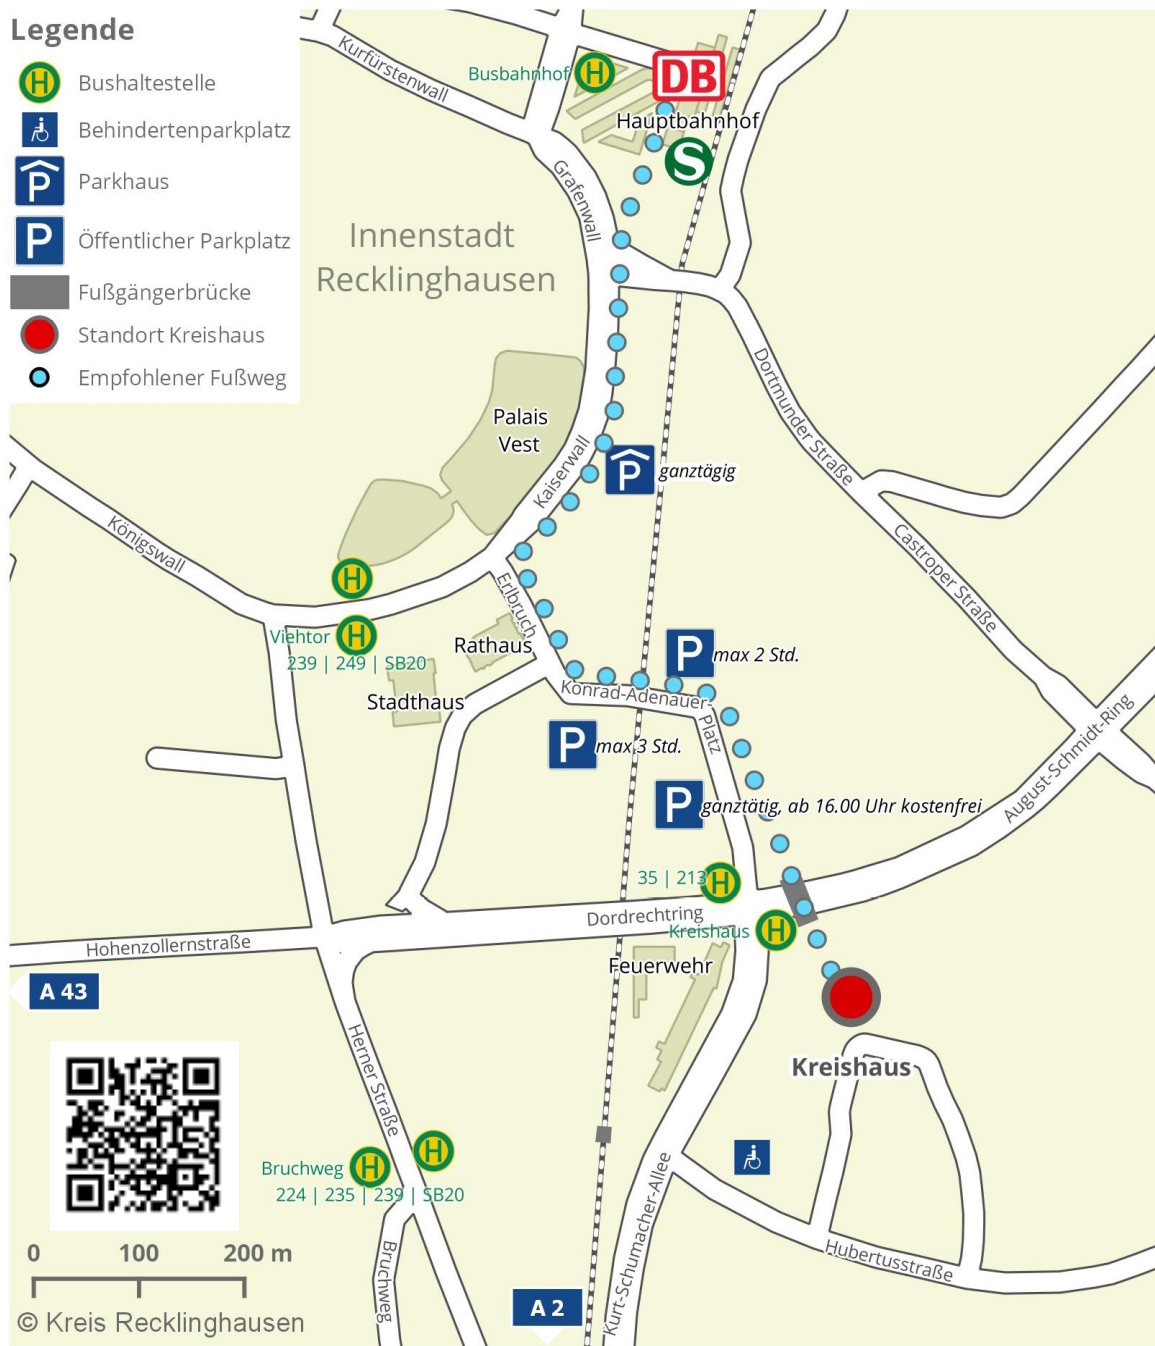 Legende
Bushaltestelle
Behindertenparkplatz
Parkhaus
Öffentlicher Parkplatz
Fußgängerbrücke
Standort Kreishaus
Empfohlener Fußweg
H
P
P
Kurfürstenwall
Busbahnhof
H
DB
Hauptbahnhof
S
Grafenwall
Innenstadt
Recklinghausen
Dortmunder Straße
Palais
Vest
Kaiserwall
P
ganztägig
Königswall
Castroper Straße
H
Erlbruch
Viehtor
H
239 | 249 | SB20
Rathaus
Stadthaus
P
max 2 Std.
Konrad-Adenauer-
Platz
P
max 3 Std.
August-Schmidt-Ring
P
ganztätig, ab 16.00 Uhr kostenfrei
35 | 213
H
Dordrechtring
Kreishaus
H
Hohenzollernstraße
Feuerwehr
A 43
Kreishaus
Herner Straße
H
Bruchweg
H
224 | 235 | 239 | SB20
Kurt-Schumacher-Allee
Hubertusstraße
Bruchweg
0
100
200 m
A 2
© Kreis Recklinghausen